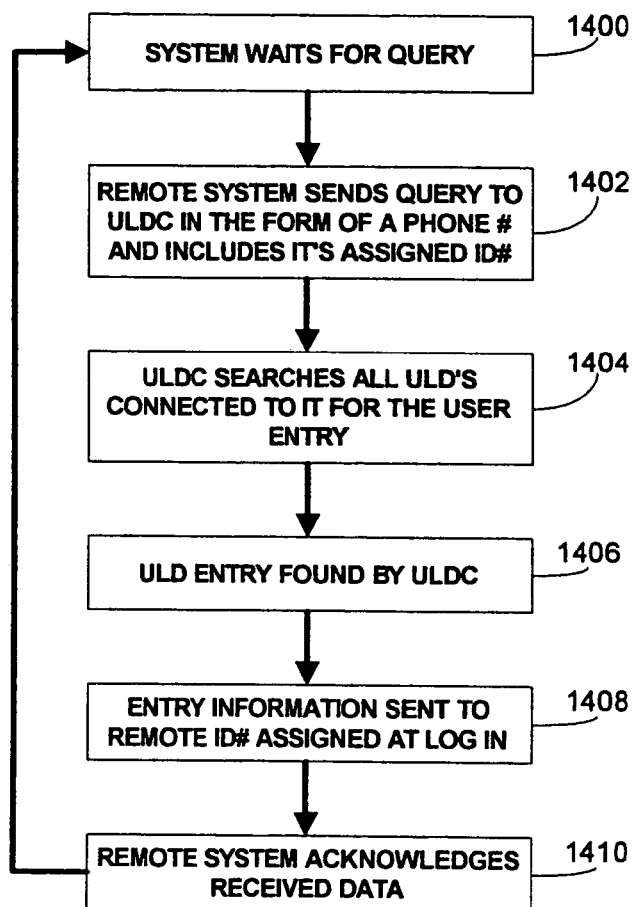 SYSTEM WAITS FOR QUERY
1400
REMOTE SYSTEM SENDS QUERY TO
ULDC IN THE FORM OF A PHONE #
AND INCLUDES IT'S ASSIGNED ID#
1402
ULDC SEARCHES ALL ULD'S
CONNECTED TO IT FOR THE USER
ENTRY
1404
ULD ENTRY FOUND BY ULDC
1406
ENTRY INFORMATION SENT TO
REMOTE ID# ASSIGNED AT LOG IN
1408
REMOTE SYSTEM ACKNOWLEDGES
RECEIVED DATA
1410